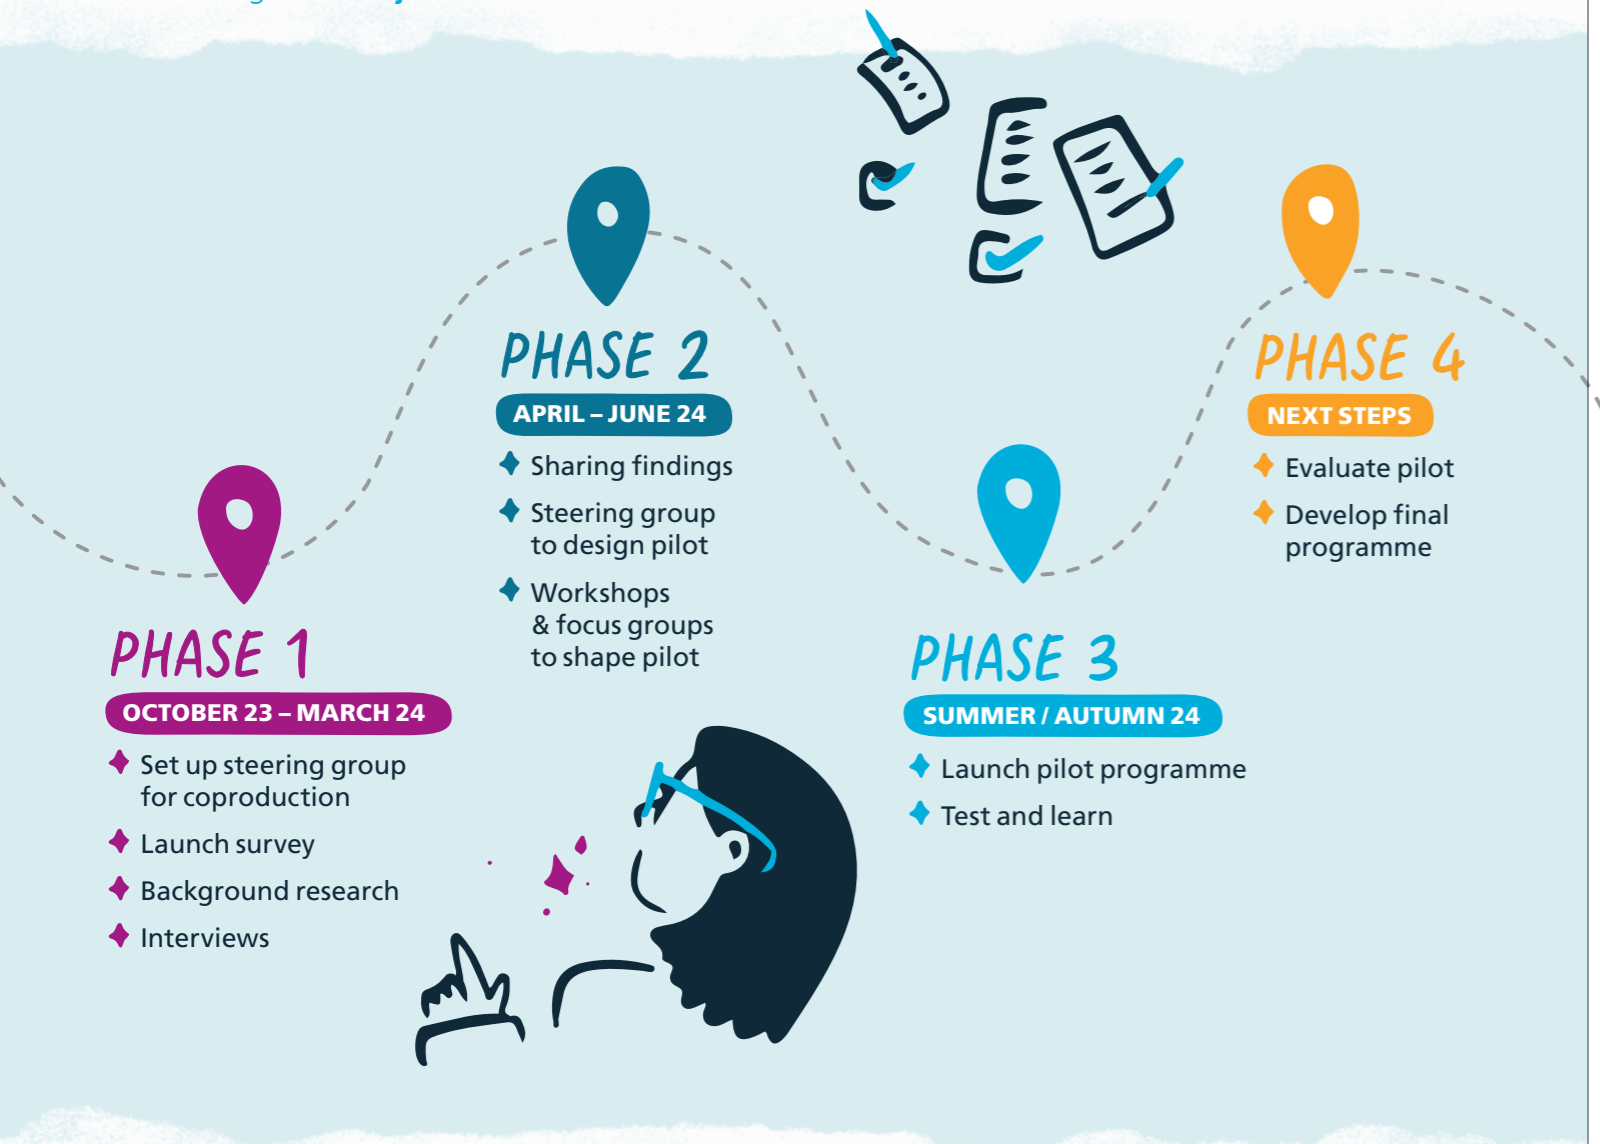 PHASE 1
OCTOBER 23 – MARCH 24
Set up steering group
for coproduction
Launch survey
Background research
Interviews
PHASE 2
APRIL – JUNE 24
Sharing findings
Steering group
to design pilot
Workshops
& focus groups
to shape pilot
PHASE 3
SUMMER / AUTUMN 24
Launch pilot programme
Test and learn
PHASE 4
NEXT STEPS
Evaluate pilot
Develop final
programme